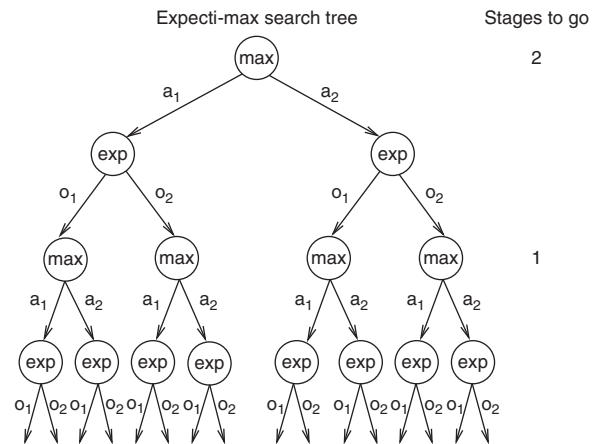 Expecti-max search tree Stages to go
max 2
a1 a2
exp exp
o1 o2 o1 o2
max max max max 1
a1 a2 a1 a2 a1 a2 a1 a2
exp exp exp exp exp exp exp exp
o1 o2 o1 o2 o1 o2 o1 o2 o1 o2 o1 o2 o1 o2 o1 o2